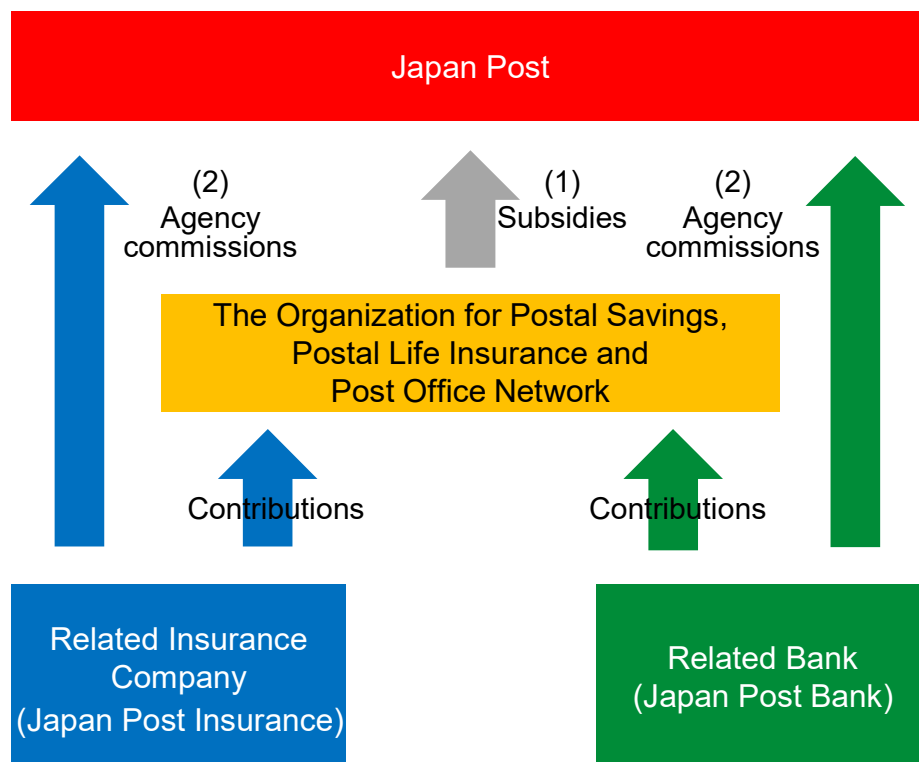 Japan Post
(2)
Agency
commissions
(1)
Subsidies
(2)
Agency
commissions
The Organization for Postal Savings,
Postal Life Insurance and
Post Office Network
Contributions
Contributions
Related Insurance
Company
(Japan Post Insurance)
Related Bank
(Japan Post Bank)